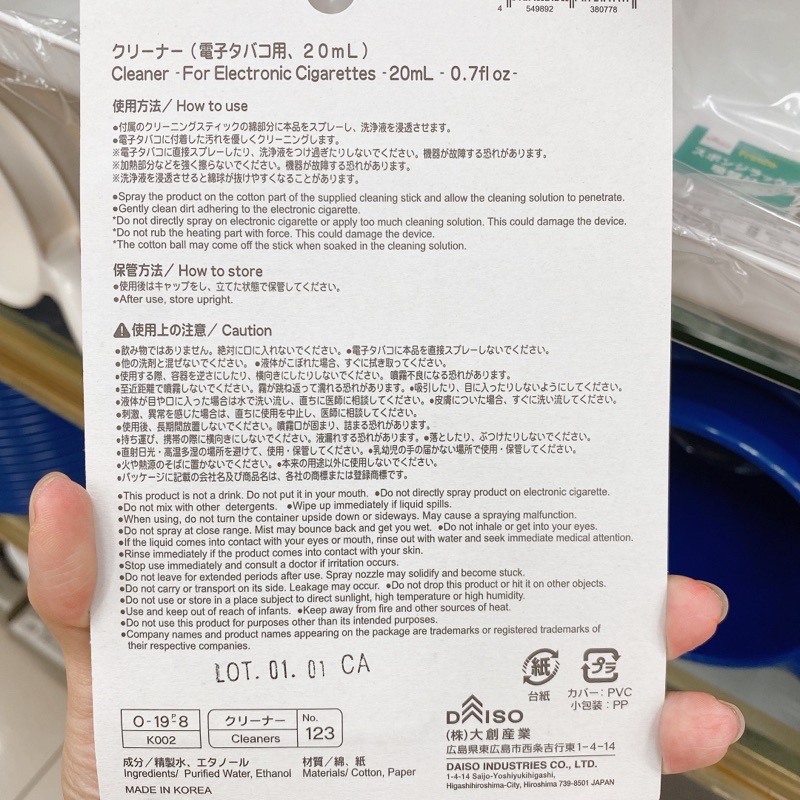 4 549892 380778
クリーナー（電子タバコ用、20mL）
Cleaner -For Electronic Cigarettes -20mL - 0.7fl oz-
使用方法/ How to use
●付属のクリーニングスティックの綿部分に本品をスプレーし、洗浄液を浸透させます。
●電子タバコに付着した汚れを優しくクリーニングします。
※電子タバコに直接スプレーしたり、洗浄液をつけ過ぎたりしないでください。機器が故障する恐れがあります。
※加熱部分などを強く擦らないでください。機器が故障する恐れがあります。
※洗浄液を浸透させると綿球が抜けやすくなることがあります。
●Spray the product on the cotton part of the supplied cleaning stick and allow the cleaning solution to penetrate.
●Gently clean dirt adhering to the electronic cigarette.
*Do not directly spray on electronic cigarette or apply too much cleaning solution. This could damage the device.
*Do not rub the heating part with force. This could damage the device.
*The cotton ball may come off the stick when soaked in the cleaning solution.
保管方法/ How to store
●使用後はキャップをし、立てた状態で保管してください。
●After use, store upright.
⚠使用上の注意/ Caution
●飲み物ではありません。絶対に口に入れないでください。●電子タバコに本品を直接スプレーしないでください。
●他の洗剤と混ぜないでください。●液体がこぼれた場合、すぐに拭き取ってください。
●使用する際、容器を逆さにしたり、横向きにしたりしないでください。噴霧不良になる恐れがあります。
●至近距離で噴霧しないでください。霧が跳ね返って濡れる恐れがあります。●吸引したり、目に入ったりしないようにしてください。
●液体が目や口に入った場合は水で洗い流し、直ちに医師に相談してください。●皮膚についた場合、すぐに洗い流してください。
●刺激、異常を感じた場合は、直ちに使用を中止し、医師に相談してください。
●使用後、長期間放置しないでください。噴霧口が固まり、詰まる恐れがあります。
●持ち運び、携帯の際に横向きにしないでください。液漏れする恐れがあります。●落としたり、ぶつけたりしないでください。
●直射日光・高温多湿の場所を避けて、使用・保管してください。●乳幼児の手の届かない場所で使用・保管してください。
●火や熱源のそばに置かないでください。●本来の用途以外に使用しないでください。
●パッケージに記載の会社名及び商品名は、各社の商標または登録商標です。
●This product is not a drink. Do not put it in your mouth. ●Do not directly spray product on electronic cigarette.
●Do not mix with other detergents. ●Wipe up immediately if liquid spills.
●When using, do not turn the container upside down or sideways. May cause a spraying malfunction.
●Do not spray at close range. Mist may bounce back and get you wet. ●Do not inhale or get into your eyes.
●If the liquid comes into contact with your eyes or mouth, rinse out with water and seek immediate medical attention.
●Rinse immediately if the product comes into contact with your skin.
●Stop use immediately and consult a doctor if irritation occurs.
●Do not leave for extended periods after use. Spray nozzle may solidify and become stuck.
●Do not carry or transport on its side. Leakage may occur. ●Do not drop this product or hit it on other objects.
●Do not use or store in a place subject to direct sunlight, high temperature or high humidity.
●Use and keep out of reach of infants. ●Keep away from fire and other sources of heat.
●Do not use this product for purposes other than its intended purposes.
●Company names and product names appearing on the package are trademarks or registered trademarks of
their respective companies.
LOT. 01. 01 CA
紙
台紙
プラ
カバー：PVC
小包装：PP
O-19 P 8
K002
クリーナー
Cleaners
No.
123
DAISO
(株)大創産業
広島県東広島市西条吉行東1-4-14
DAISO INDUSTRIES CO., LTD.
1-4-14 Saijo-Yoshiyukihigashi,
Higashihiroshima-City, Hiroshima 739-8501 JAPAN
成分/ 精製水、エタノール 材質/ 綿、紙
Ingredients/ Purified Water, Ethanol Materials/ Cotton, Paper
MADE IN KOREA